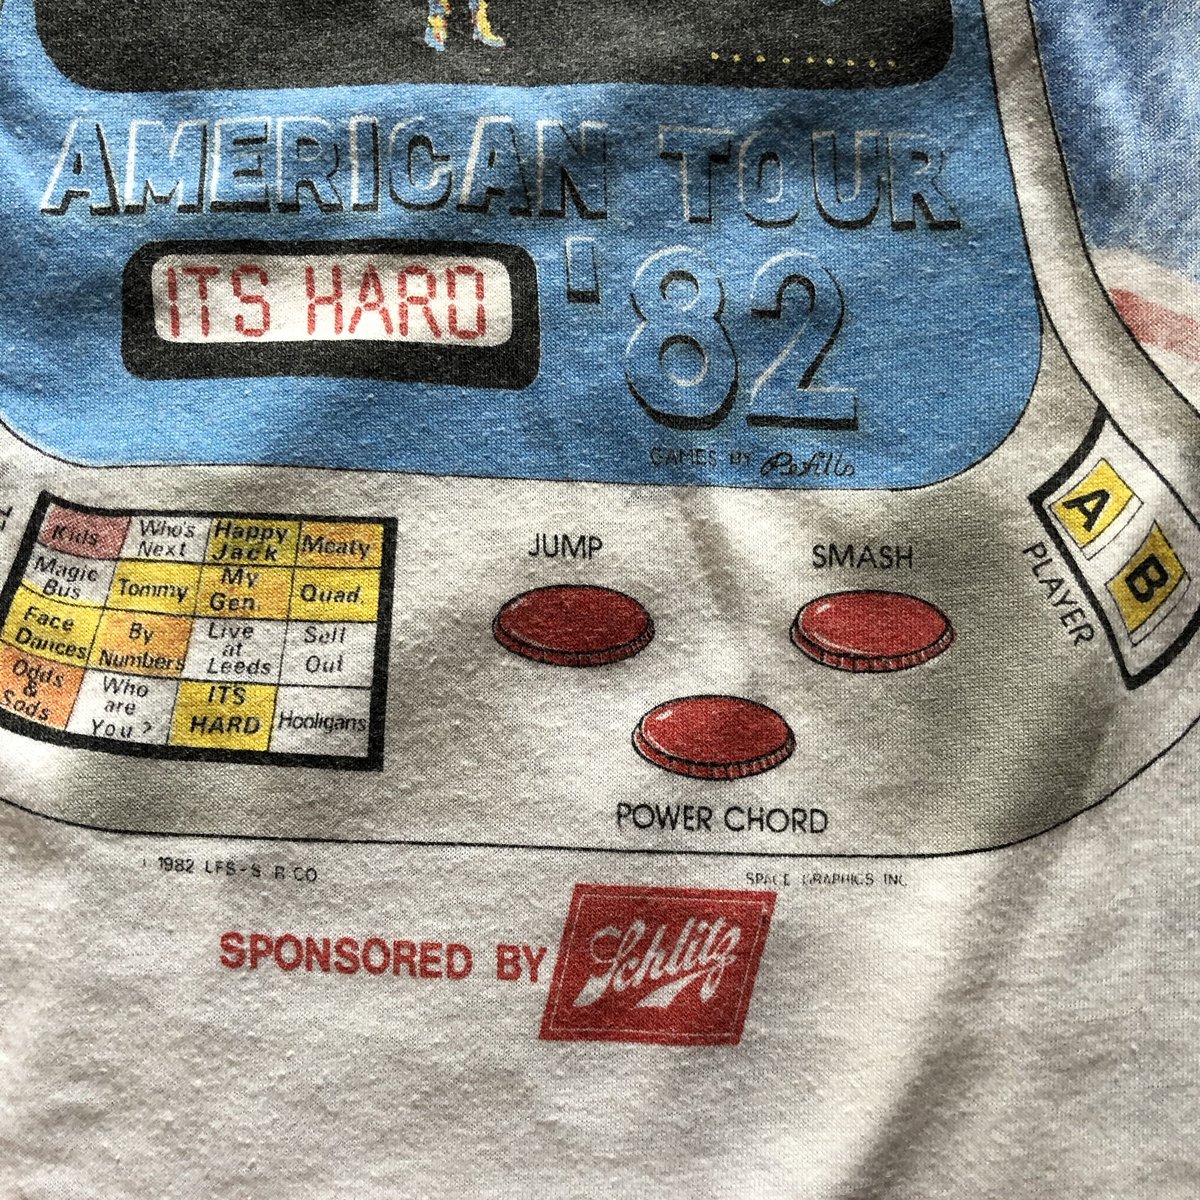 AMERICAN TOUR
'82
ITS HARD
GAMES BY
Kids
Who's
Next
Happy
Jack
Meaty
Magic
Bus
Tommy
My
Gen.
Quad.
Face
Dances
By
Numbers
Live
at
Leeds
Sell
Out
Odds
&
Sods
Who
are
You?
ITS
HARD
Hooligans
JUMP
SMASH
POWER CHORD
A
B
PLAYER
1982 LFS-S R CO
SPACE GRAPHICS INC
SPONSORED BY Schlitz